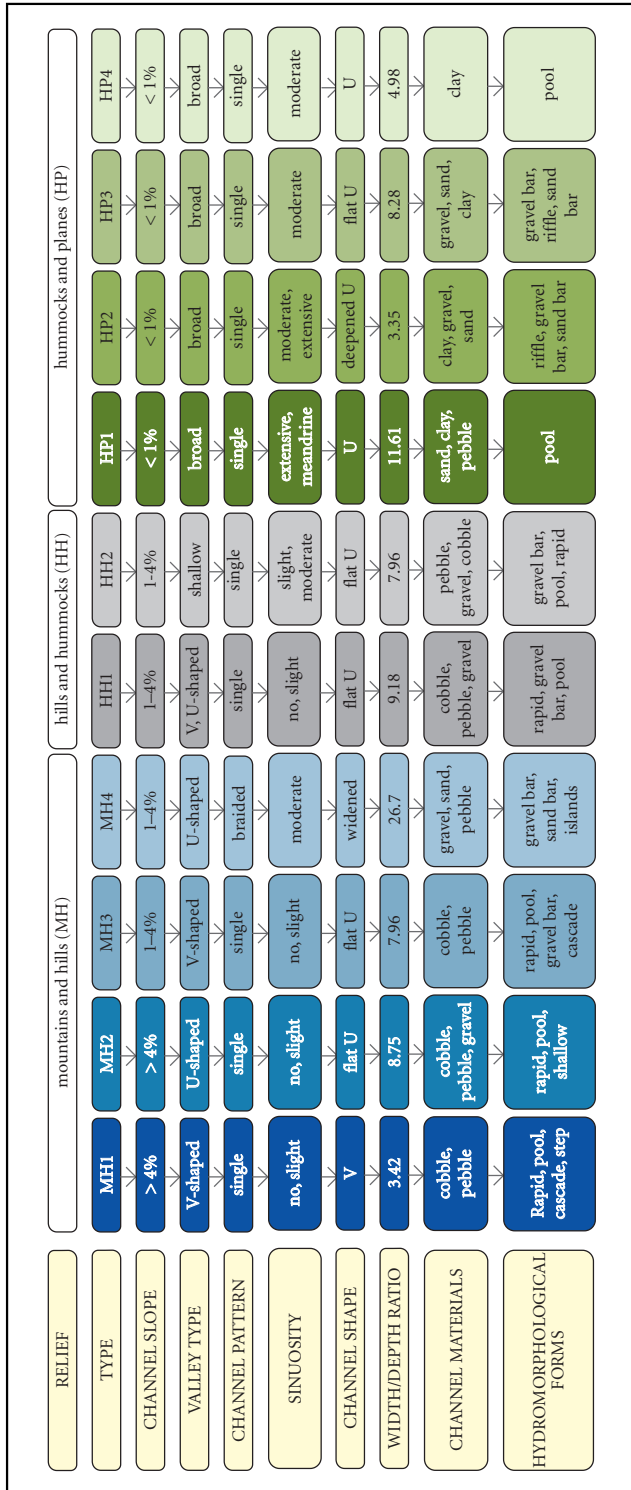 RELIEF
mountains and hills (MH)
hills and hummocks (HH)
hummocks and planes (HP)
TYPE
MH1
MH2
MH3
MH4
HH1
HH2
HP1
HP2
HP3
HP4
CHANNEL SLOPE
> 4%
> 4%
1–4%
1–4%
1–4%
1-4%
< 1%
< 1%
< 1%
< 1%
VALLEY TYPE
V-shaped
U-shaped
V-shaped
U-shaped
V, U-shaped
shallow
broad
broad
broad
broad
CHANNEL PATTERN
single
single
single
braided
single
single
single
single
single
single
SINUOSITY
no, slight
no, slight
no, slight
moderate
no, slight
slight,
moderate
extensive,
meandrine
moderate,
extensive
moderate
moderate
CHANNEL SHAPE
V
flat U
flat U
widened
flat U
flat U
U
deepened U
flat U
U
WIDTH/DEPTH RATIO
3.42
8.75
7.96
26.7
9.18
7.96
11.61
3.35
8.28
4.98
CHANNEL MATERIALS
cobble,
pebble
cobble,
pebble, gravel
cobble,
pebble
gravel, sand,
pebble
cobble,
pebble, gravel
pebble,
gravel, cobble
sand, clay,
pebble
clay, gravel,
sand
gravel, sand,
clay
clay
HYDROMORPHOLOGICAL
FORMS
Rapid, pool,
cascade, step
rapid, pool,
shallow
rapid, pool,
gravel bar,
cascade
gravel bar,
sand bar,
islands
rapid, gravel
bar, pool
gravel bar,
pool, rapid
pool
riffle, gravel
bar, sand bar
gravel bar,
riffle, sand
bar
pool